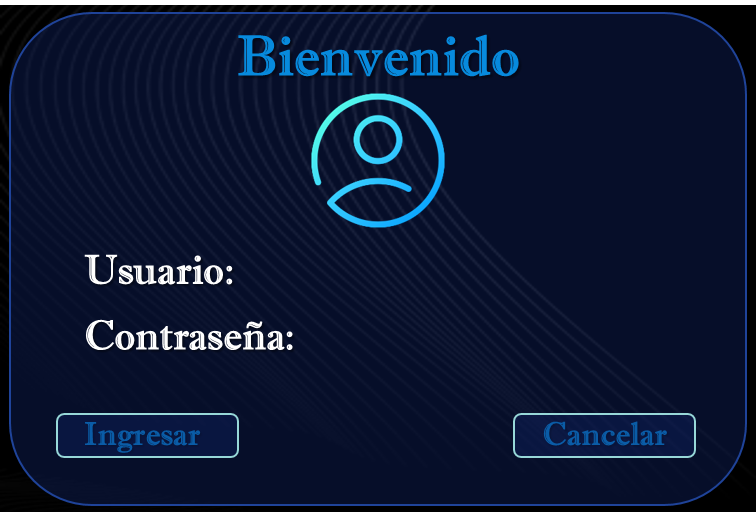 Bienvenido
Usuario:
Contraseña:
Ingresar
Cancelar